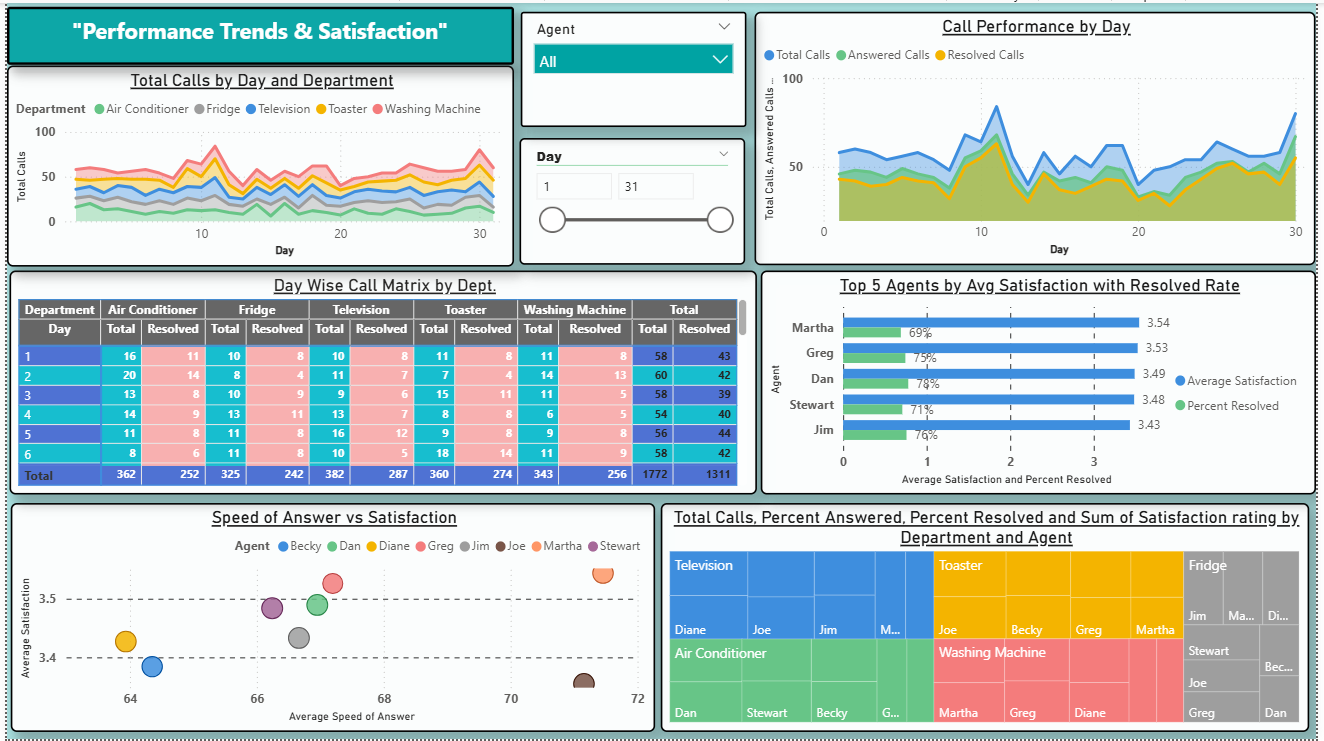 "Performance Trends & Satisfaction"
Total Calls by Day and Department
Department Air Conditioner Fridge Television Toaster Washing Machine
Total Calls
100
50
0
10 20 30
Day
Agent
All
Day
1 31
Call Performance by Day
Total Calls Answered Calls Resolved Calls
Total Calls, Answered Calls ...
100
50
0 10 20 30
Day
Day Wise Call Matrix by Dept.
Department Air Conditioner Fridge Television Toaster Washing Machine Total
Day Total Resolved Total Resolved Total Resolved Total Resolved Total Resolved Total Resolved
1 16 11 10 8 10 8 11 8 11 8 58 43
2 20 14 8 4 11 7 7 4 14 13 60 42
3 13 8 10 9 9 6 15 11 11 5 58 39
4 14 9 13 11 13 7 8 8 6 5 54 40
5 11 8 11 8 16 12 9 8 9 8 56 44
6 8 6 11 8 10 5 18 14 11 9 58 42
Total 362 252 325 242 382 287 360 274 343 256 1772 1311
Top 5 Agents by Avg Satisfaction with Resolved Rate
Agent
Martha 3.54
69%
Greg 3.53
75%
Dan 3.49
78%
Stewart 3.48
71%
Jim 3.43
76%
Average Satisfaction
Percent Resolved
0 1 2 3
Average Satisfaction and Percent Resolved
Speed of Answer vs Satisfaction
Agent Becky Dan Diane Greg Jim Joe Martha Stewart
Average Satisfaction
3.5
3.4
64 66 68 70 72
Average Speed of Answer
Total Calls, Percent Answered, Percent Resolved and Sum of Satisfaction rating by
Department and Agent
Television
Diane Joe Jim M...
Toaster
Joe Becky Greg Martha
Fridge
Jim Ma... Di...
Stewart
Bec...
Joe
Greg Dan
Air Conditioner
Dan Stewart Becky G...
Washing Machine
Martha Greg Diane